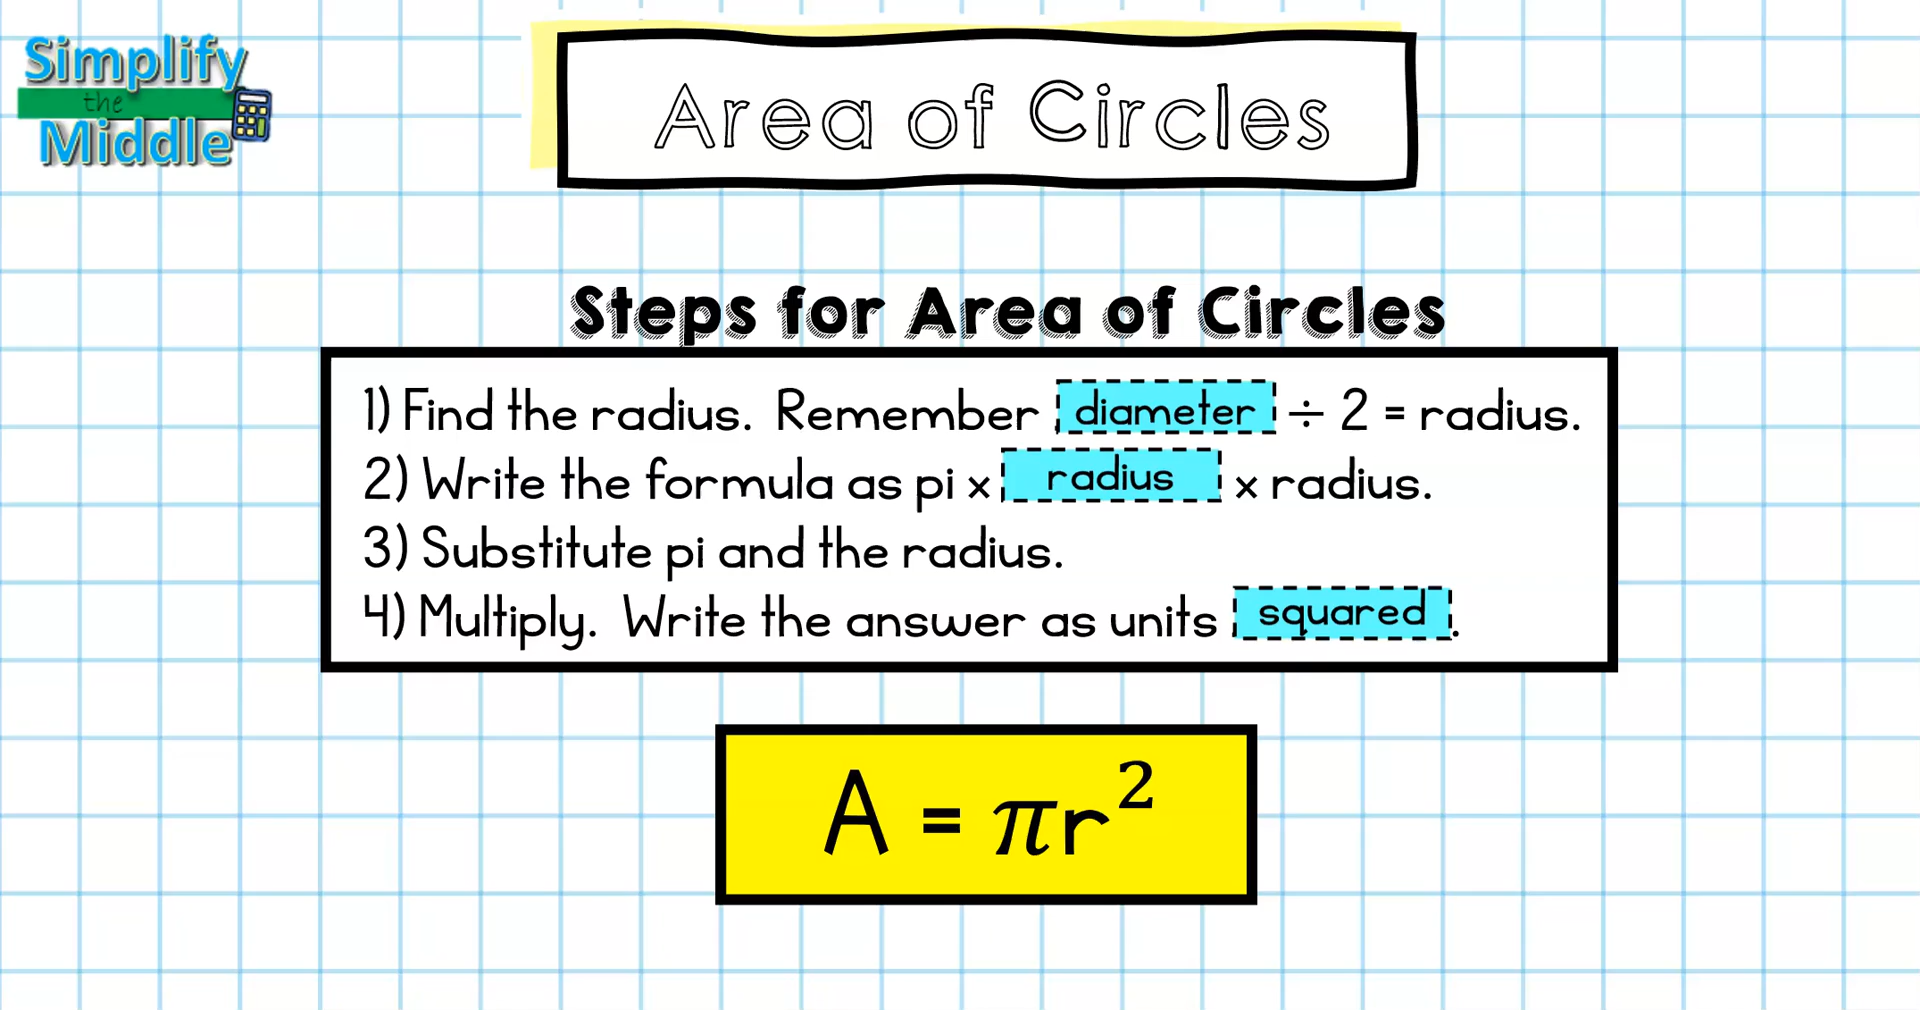 Simplify
the
Middle
Area of Circles
Steps for Area of Circles
1) Find the radius. Remember diameter ÷ 2 = radius.
2) Write the formula as pi x radius x radius.
3) Substitute pi and the radius.
4) Multiply. Write the answer as units squared.
A = πr²